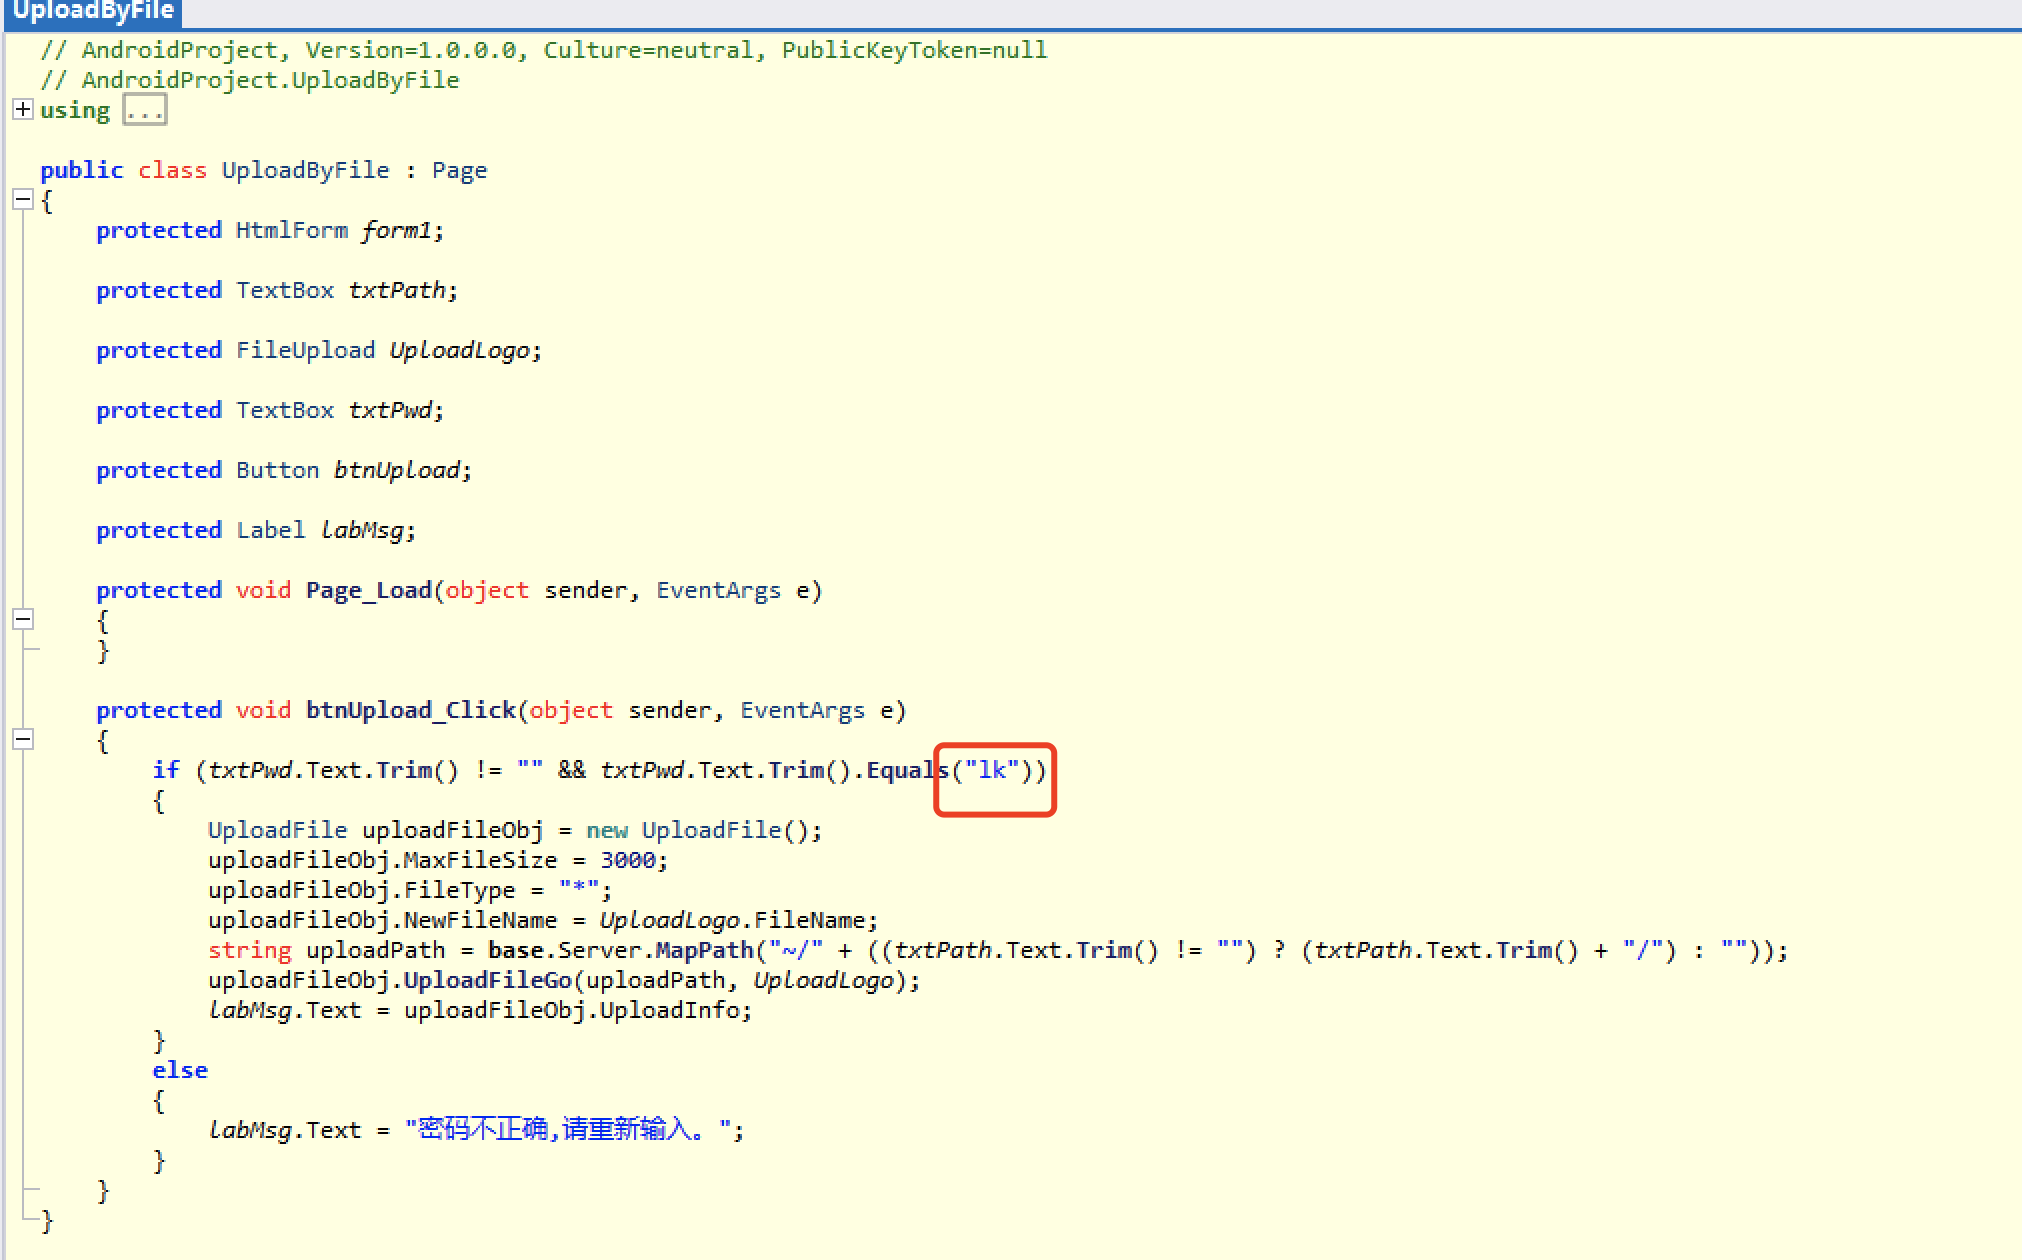 UploadByFile
// AndroidProject, Version=1.0.0.0, Culture=neutral, PublicKeyToken=null
// AndroidProject.UploadByFile
using ...
public class UploadByFile : Page
{
protected HtmlForm form1;
protected TextBox txtPath;
protected FileUpload UploadLogo;
protected TextBox txtPwd;
protected Button btnUpload;
protected Label labMsg;
protected void Page_Load(object sender, EventArgs e)
{
}
protected void btnUpload_Click(object sender, EventArgs e)
{
if (txtPwd.Text.Trim() != "" && txtPwd.Text.Trim().Equals("lk"))
{
UploadFile uploadFileObj = new UploadFile();
uploadFileObj.MaxFileSize = 3000;
uploadFileObj.FileType = "*";
uploadFileObj.NewFileName = UploadLogo.FileName;
string uploadPath = base.Server.MapPath("~/" + ((txtPath.Text.Trim() != "") ? (txtPath.Text.Trim() + "/") : ""));
uploadFileObj.UploadFileGo(uploadPath, UploadLogo);
labMsg.Text = uploadFileObj.UploadInfo;
}
else
{
labMsg.Text = "密码不正确,请重新输入。";
}
}
}